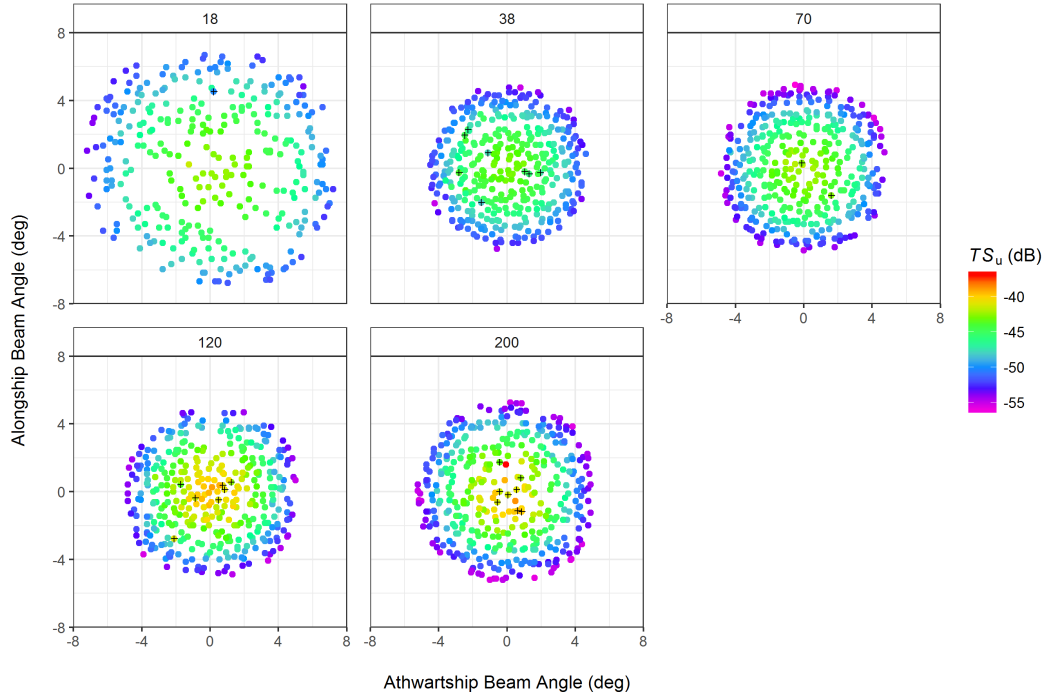 18 38 70
8
4
0
-4
-8
-8 -4 0 4 8
120 200
8
4
0
-4
-8
-8 -4 0 4 8 -8 -4 0 4 8
Alongship Beam Angle (deg)
Athwartship Beam Angle (deg)
TSu (dB)
-40
-45
-50
-55